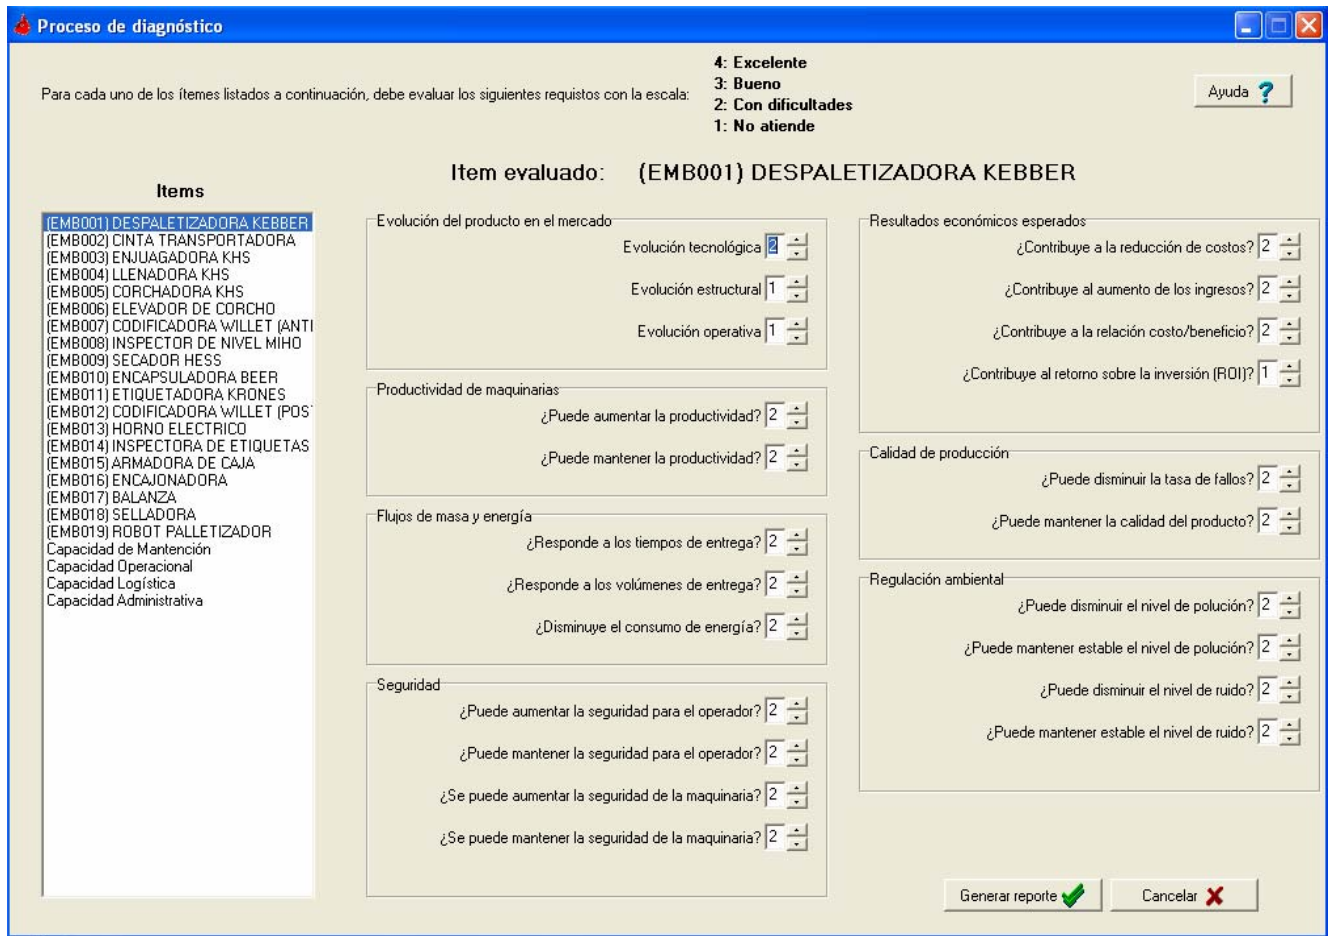 Proceso de diagnóstico
Para cada uno de los ítemes listados a continuación, debe evaluar los siguientes requistos con la escala:
4: Excelente
3: Bueno
2: Con dificultades
1: No atiende
Ayuda ?
Item evaluado: (EMB001) DESPALETIZADORA KEBBER
Items
(EMB001) DESPALETIZADORA KEBBER
(EMB002) CINTA TRANSPORTADORA
(EMB003) ENJUAGADORA KHS
(EMB004) LLENADORA KHS
(EMB005) CORCHADORA KHS
(EMB006) ELEVADOR DE CORCHO
(EMB007) CODIFICADORA WILLET (ANTI
(EMB008) INSPECTOR DE NIVEL MIHO
(EMB009) SECADOR HESS
(EMB010) ENCAPSULADORA BEER
(EMB011) ETIQUETADORA KRONES
(EMB012) CODIFICADORA WILLET (POS
(EMB013) HORNO ELECTRICO
(EMB014) INSPECTORA DE ETIQUETAS
(EMB015) ARMADORA DE CAJA
(EMB016) ENCAJONADORA
(EMB017) BALANZA
(EMB018) SELLADORA
(EMB019) ROBOT PALLETIZADOR
Capacidad de Mantención
Capacidad Operacional
Capacidad Logística
Capacidad Administrativa
Evolución del producto en el mercado
Evolución tecnológica 2
Evolución estructural 1
Evolución operativa 1
Productividad de maquinarias
¿Puede aumentar la productividad? 2
¿Puede mantener la productividad? 2
Flujos de masa y energía
¿Responde a los tiempos de entrega? 2
¿Responde a los volúmenes de entrega? 2
¿Disminuye el consumo de energía? 2
Seguridad
¿Puede aumentar la seguridad para el operador? 2
¿Puede mantener la seguridad para el operador? 2
¿Se puede aumentar la seguridad de la maquinaria? 2
¿Se puede mantener la seguridad de la maquinaria? 2
Resultados económicos esperados
¿Contribuye a la reducción de costos? 2
¿Contribuye al aumento de los ingresos? 2
¿Contribuye a la relación costo/beneficio? 2
¿Contribuye al retorno sobre la inversión (ROI)? 1
Calidad de producción
¿Puede disminuir la tasa de fallos? 2
¿Puede mantener la calidad del producto? 2
Regulación ambiental
¿Puede disminuir el nivel de polución? 2
¿Puede mantener estable el nivel de polución? 2
¿Puede disminuir el nivel de ruido? 2
¿Puede mantener estable el nivel de ruido? 2
Generar reporte
Cancelar